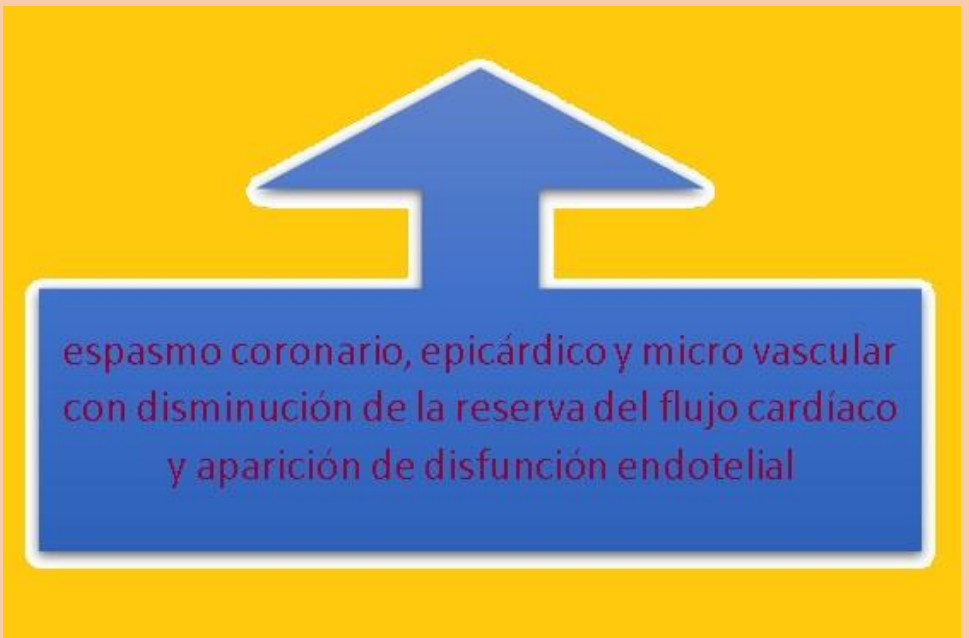 espasmo coronario, epicárdico y micro vascular
con disminución de la reserva del flujo cardíaco
y aparición de disfunción endotelial